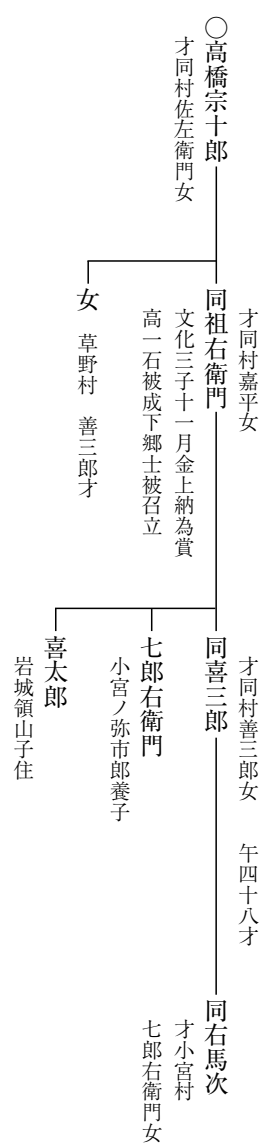 〇高橋宗十郎
才同村佐左衛門女
才同村嘉平女
同祖右衛門
文化三子十一月金上納為賞
高一石被成下郷士被召立
女
草野村　善三郎才
才同村善三郎女　午四十八才
同喜三郎
七郎右衛門
小宮ノ弥市郎養子
喜太郎
岩城領山子住
同右馬次
才小宮村
七郎右衛門女